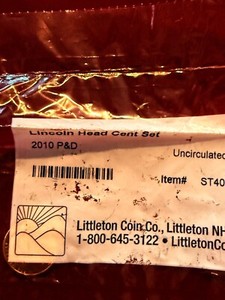 Lincoln Head Cent Set
2010 P&D
Uncirculated
Item# ST40
Littleton Coin Co., Littleton NH
1-800-645-3122 • LittletonCo